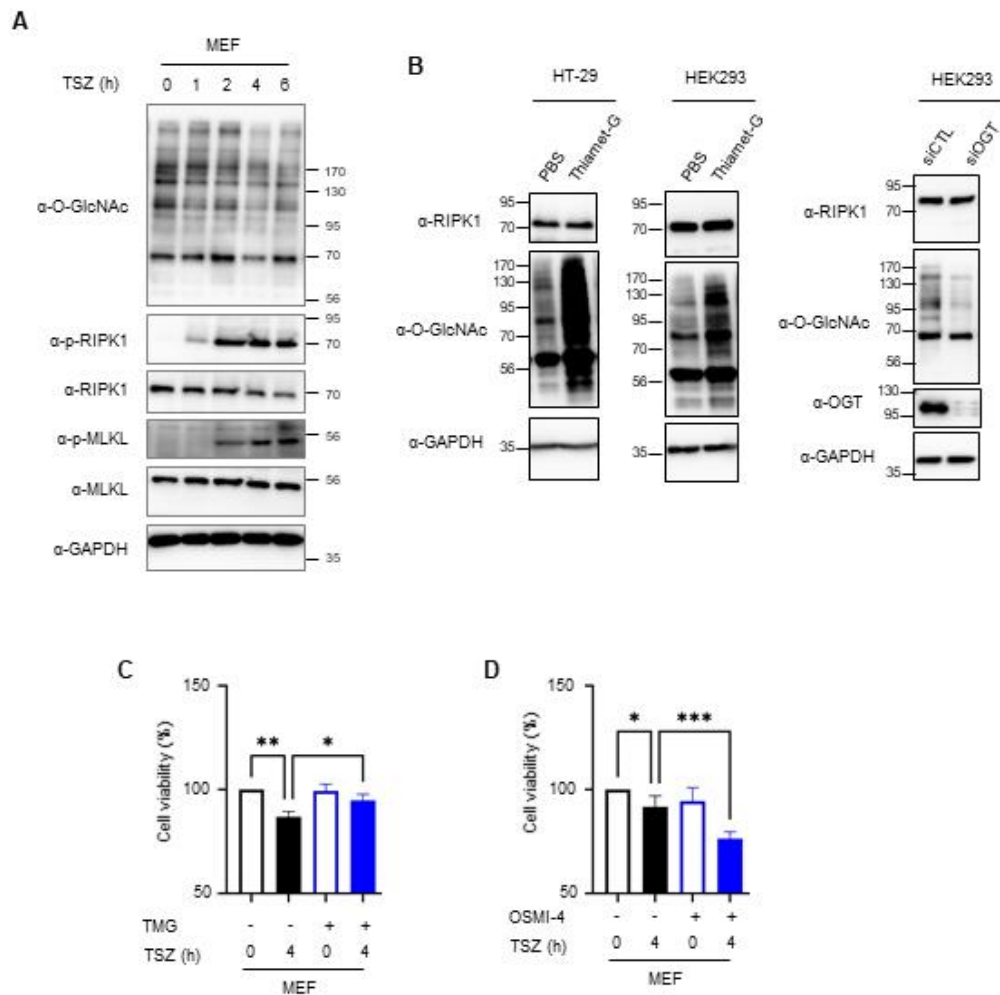 A
MEF
TSZ (h) 0 1 2 4 6
α-O-GlcNAc
170
130
95
70
56
α-p-RIPK1
95
70
α-RIPK1
70
α-p-MLKL
56
α-MLKL
56
α-GAPDH
35
B
HT-29
PBS
Thiamet-G
α-RIPK1
95
70
α-O-GlcNAc
170
130
95
70
56
α-GAPDH
35
HEK293
PBS
Thiamet-G
95
70
170
130
95
70
56
35
HEK293
siCTL
siOGT
α-RIPK1
95
70
α-O-GlcNAc
170
130
95
70
56
α-OGT
130
95
α-GAPDH
35
C
Cell viability (%)
150
100
50
** *
TMG - - + +
TSZ (h) 0 4 0 4
MEF
D
Cell viability (%)
150
100
50
* ***
OSMI-4 - - + +
TSZ (h) 0 4 0 4
MEF